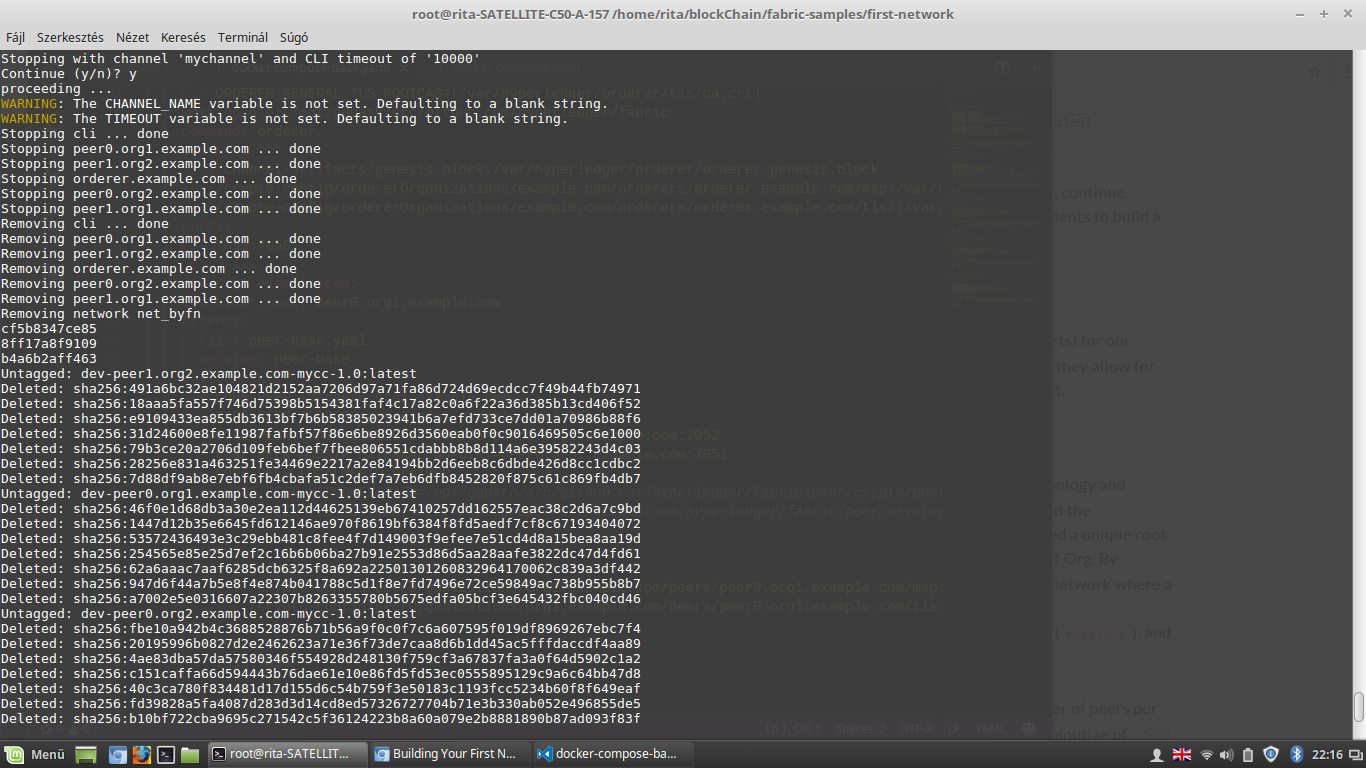 root@rita-SATELLITE-C50-A-157 /home/rita/blockChain/fabric-samples/first-network
Fájl Szerkesztés Nézet Keresés Terminál Súgó
Stopping with channel 'mychannel' and CLI timeout of '10000'
Continue (y/n)? y
proceeding ...
WARNING: The CHANNEL_NAME variable is not set. Defaulting to a blank string.
WARNING: The TIMEOUT variable is not set. Defaulting to a blank string.
Stopping cli ... done
Stopping peer0.org1.example.com ... done
Stopping peer1.org2.example.com ... done
Stopping orderer.example.com ... done
Stopping peer0.org2.example.com ... done
Stopping peer1.org1.example.com ... done
Removing cli ... done
Removing peer0.org1.example.com ... done
Removing peer1.org2.example.com ... done
Removing orderer.example.com ... done
Removing peer0.org2.example.com ... done
Removing peer1.org1.example.com ... done
Removing network net_byfn
cf5b8347ce85
8ff17a8f9109
b4a6b2aff463
Untagged: dev-peer1.org2.example.com-mycc-1.0:latest
Deleted: sha256:491a6bc32ae104821d2152aa7206d97a71fa86d724d69ecdcc7f49b44fb74971
Deleted: sha256:18aaa5fa557f746d75398b5154381faf4c17a82c0a6f22a36d385b13cd406f52
Deleted: sha256:e9109433ea855db3613bf7b6b58385023941b6a7efd733ce7dd01a70986b88f6
Deleted: sha256:31d24600e8fe11987fafbf57f86e6be8926d3560eab0f0c9016469505c6e1000
Deleted: sha256:79b3ce20a2706d109feb6bef7fbee806551cdabbb8b8d114a6e39582243d4c03
Deleted: sha256:28256e831a463251fe34469e2217a2e84194bb2d6eeb8c6dbde426d8cc1cdbc2
Deleted: sha256:7d88df9ab8e7ebf6fb4cbafa51c2def7a7eb6dfb8452820f875c61c869fb4db7
Untagged: dev-peer0.org1.example.com-mycc-1.0:latest
Deleted: sha256:46f0e1d68db3a30e2ea112d44625139eb67410257dd162557eac38c2d6a7c9bd
Deleted: sha256:1447d12b35e6645fd612146ae970f8619bf6384f8fd5aedf7cf8c67193404072
Deleted: sha256:53572436493e3c29ebb481c8fee4f7d149003f9efee7e51cd4d8a15bea8aa19d
Deleted: sha256:254565e85e25d7ef2c16b6b06ba27b91e2553d86d5aa28aafe3822dc47d4fd61
Deleted: sha256:62a6aaac7aaf6285dcb6325f8a692a22501301260832964170062c839a3df442
Deleted: sha256:947d6f44a7b5e8f4e874b041788c5d1f8e7fd7496e72ce59849ac738b955b8b7
Deleted: sha256:a7002e5e0316607a22307b8263355780b5675edfa05bcf3e645432fbc040cd46
Untagged: dev-peer0.org2.example.com-mycc-1.0:latest
Deleted: sha256:fbe10a942b4c3688528876b71b56a9f0c0f7c6a607595f019df8969267ebc7f4
Deleted: sha256:20195996b0827d2e2462623a71e36f73de7caa8d6b1dd45ac5fffdaccdf4aa89
Deleted: sha256:4ae83dba57da57580346f554928d248130f759cf3a67837fa3a0f64d5902c1a2
Deleted: sha256:c151caffa66d594443b76dae61e10e86fd5fd53ec0555895129c9a6c64bb47d8
Deleted: sha256:40c3ca780f834481d17d155d6c54b759f3e50183c1193fcc5234b60f8f649eaf
Deleted: sha256:fd39828a5fa4087d283d3d14cd8ed57326727704b71e3b330ab052e496855de5
Deleted: sha256:b10bf722cba9695c271542c5f36124223b8a60a079e2b8881890b87ad093f83f
Menü root@rita-SATELLIT... Building Your First N... docker-compose-ba... 22:16